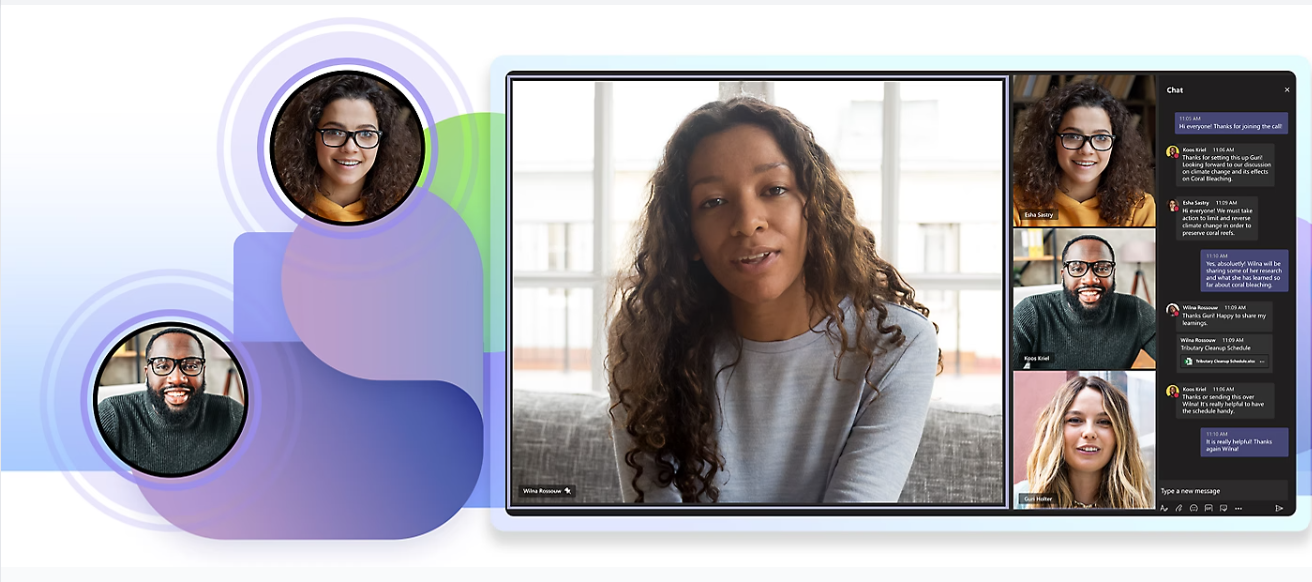 Wilna Rossouw
Esha Sastry
Koos Kriel
Guri Holter
Chat
11:05 AM
Hi everyone! Thanks for joining the call!
Koos Kriel 11:06 AM
Thanks for setting this up Guri!
Looking forward to our discussion
on climate change and its effects
on Coral Bleaching.
Esha Sastry 11:09 AM
Hi everyone! We must take
action to limit and reverse
climate change in order to
preserve coral reefs.
11:10 AM
Yes, absoluetly! Wilna will be
sharing some of her research
and what she has learned so
far about coral bleaching.
Wilna Rossouw 11:09 AM
Thanks Guri! Happy to share my
learnings.
Wilna Rossouw 11:09 AM
Tributary Cleanup Schedule
Tributary Cleanup Schedule.xlsx
Koos Kriel 11:06 AM
Thanks or sending this over
Wilna! It's really helpful to have
the schedule handy.
11:10 AM
It is really helpful! Thanks
again Wilna!
Type a new message